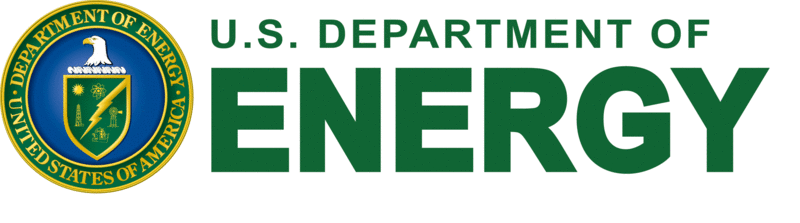 DEPARTMENT OF ENERGY
UNITED STATES OF AMERICA
U.S. DEPARTMENT OF
ENERGY